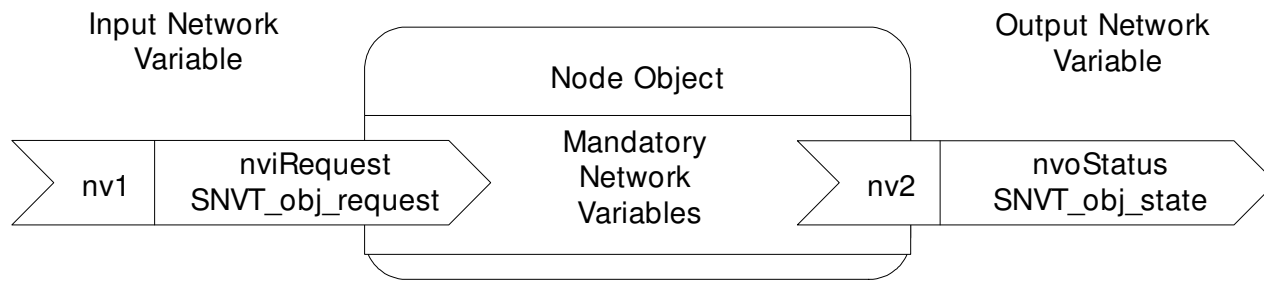 Input Network
Variable
Output Network
Variable
Node Object
Mandatory
Network
Variables
nv1
nviRequest
SNVT_obj_request
nv2
nvoStatus
SNVT_obj_state